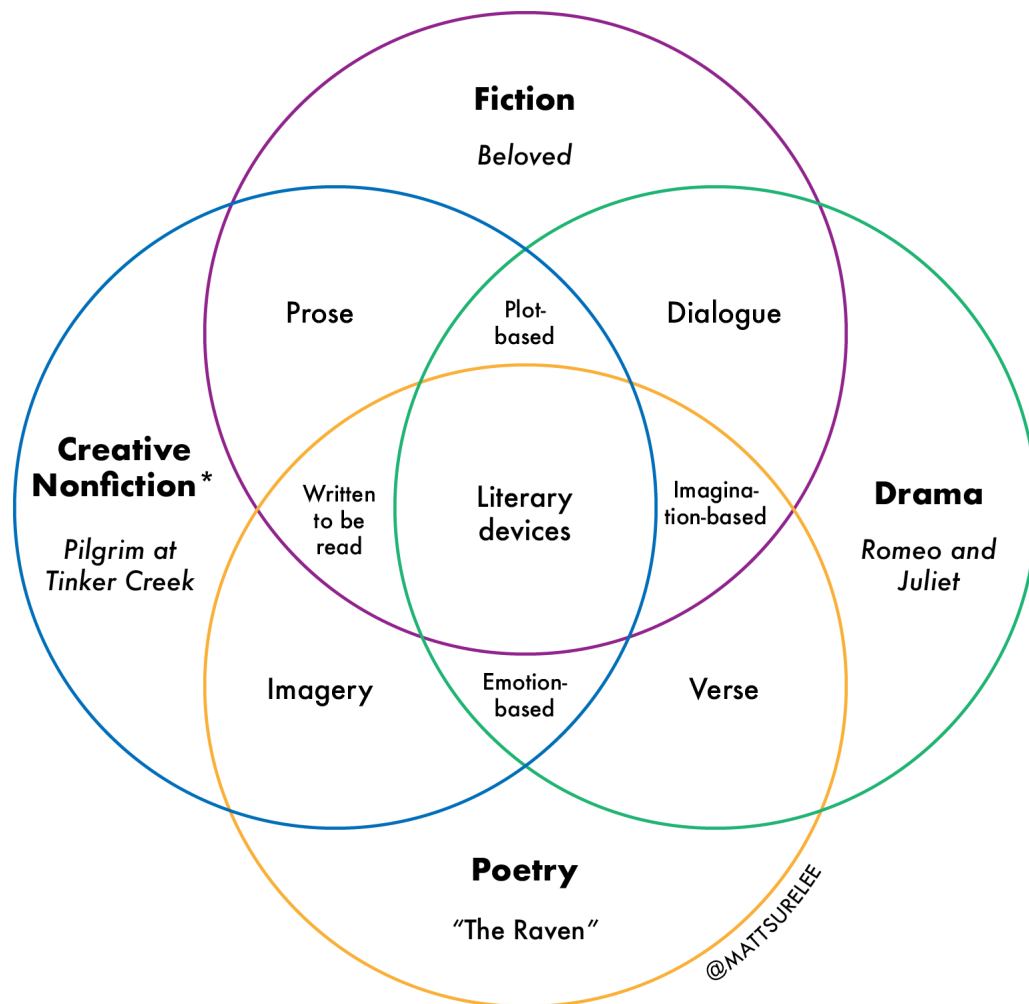 Fiction
Beloved
Prose
Plot-
based
Dialogue
Creative
Nonfiction*
Pilgrim at
Tinker Creek
Written
to be
read
Literary
devices
Imagina-
tion-based
Drama
Romeo and
Juliet
Imagery
Emotion-
based
Verse
Poetry
“The Raven”
@MATTSURELEE